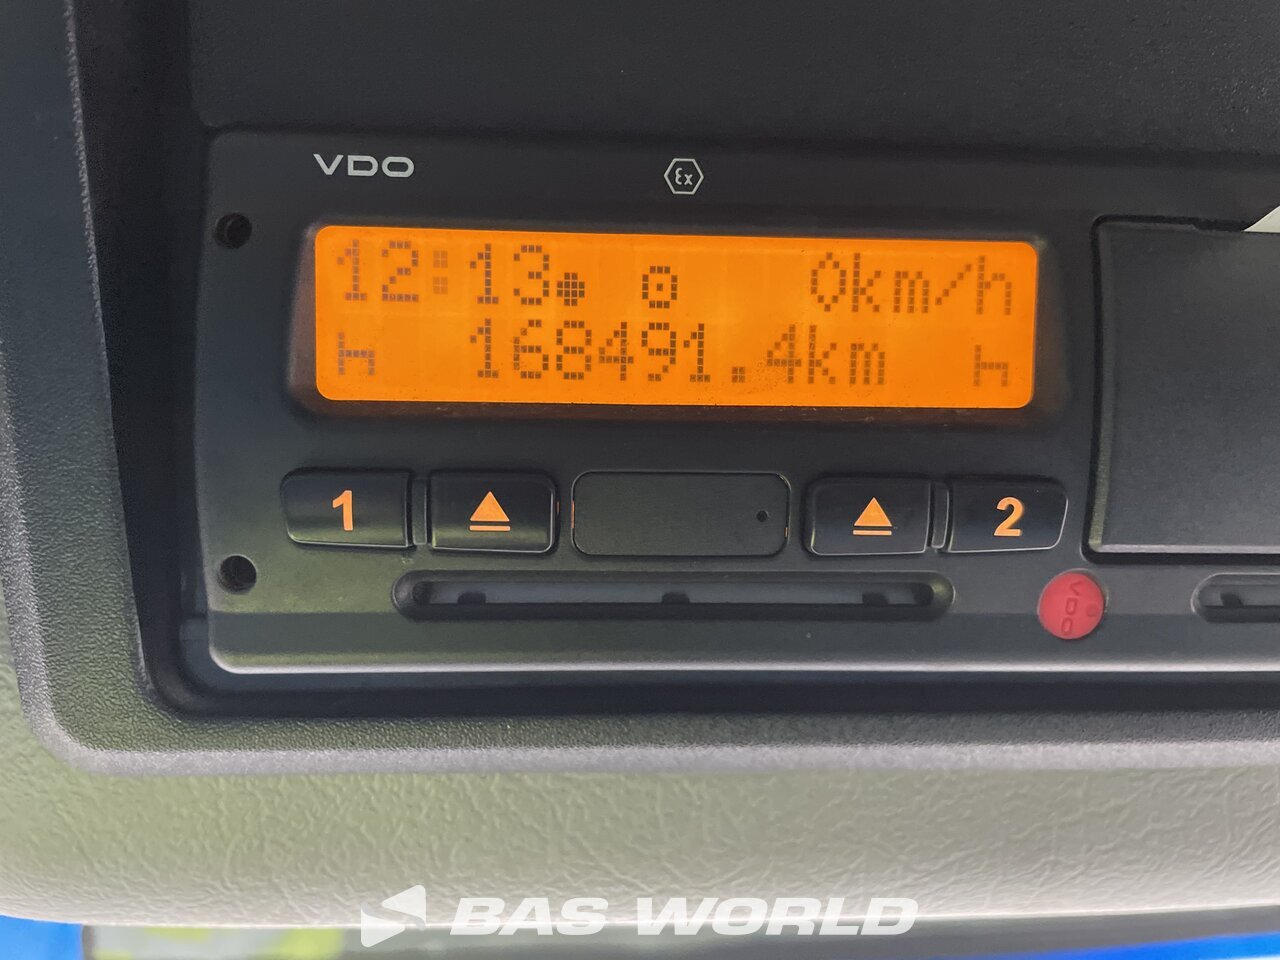 VDO
Ex
12:13 0km/h
168491.4km
1
2
VDO
BAS WORLD